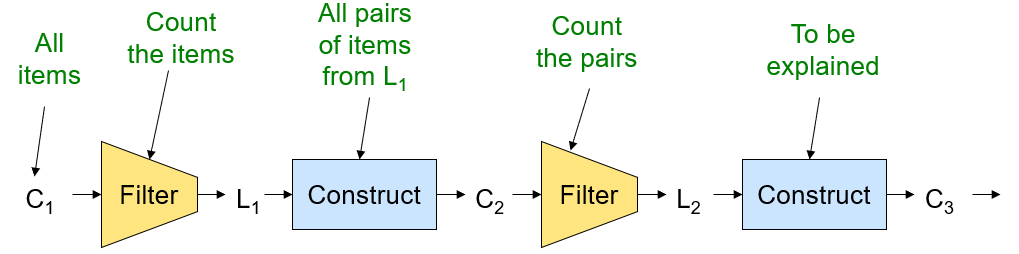 All
items
Count
the items
All pairs
of items
from L₁
Count
the pairs
To be
explained
C₁
Filter
L₁
Construct
C₂
Filter
L₂
Construct
C₃